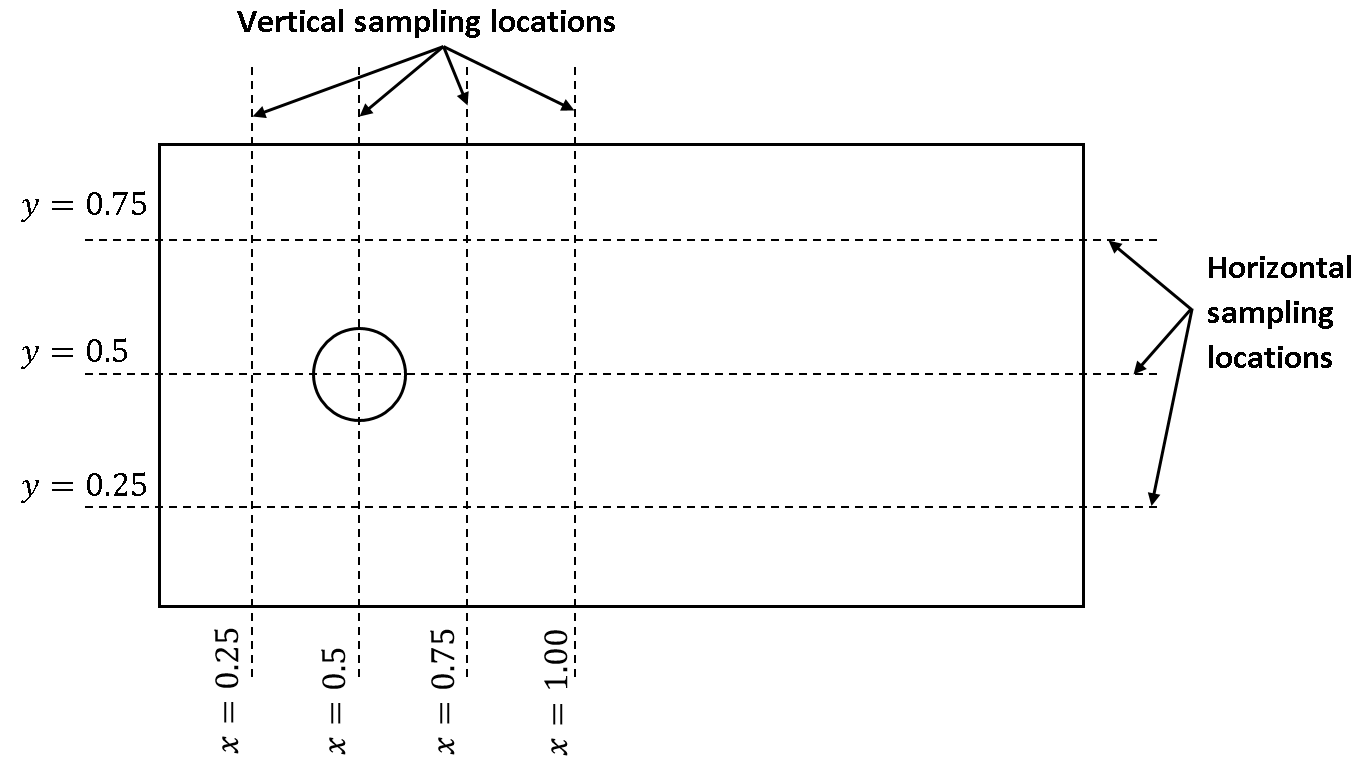 Vertical sampling locations
y = 0.75
y = 0.5
y = 0.25
Horizontal
sampling
locations
x = 0.25
x = 0.5
x = 0.75
x = 1.00